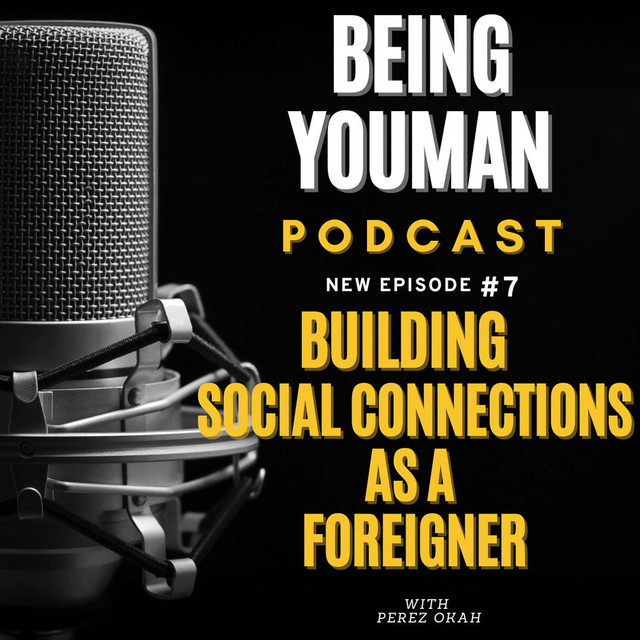 BEING
YOUMAN
PODCAST
NEW EPISODE #7
BUILDING
SOCIAL CONNECTIONS
AS A
FOREIGNER
WITH
PEREZ OKAH